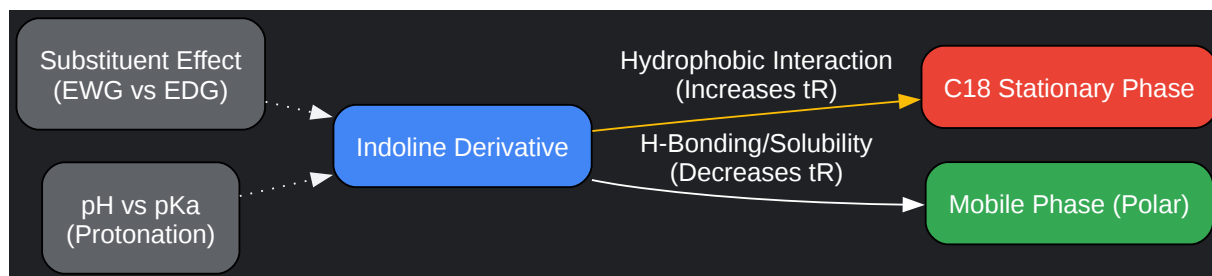 Substituent Effect
(EWG vs EDG)
pH vs pKa
(Protonation)
Indoline Derivative
Hydrophobic Interaction
(Increases tR)
H-Bonding/Solubility
(Decreases tR)
C18 Stationary Phase
Mobile Phase (Polar)